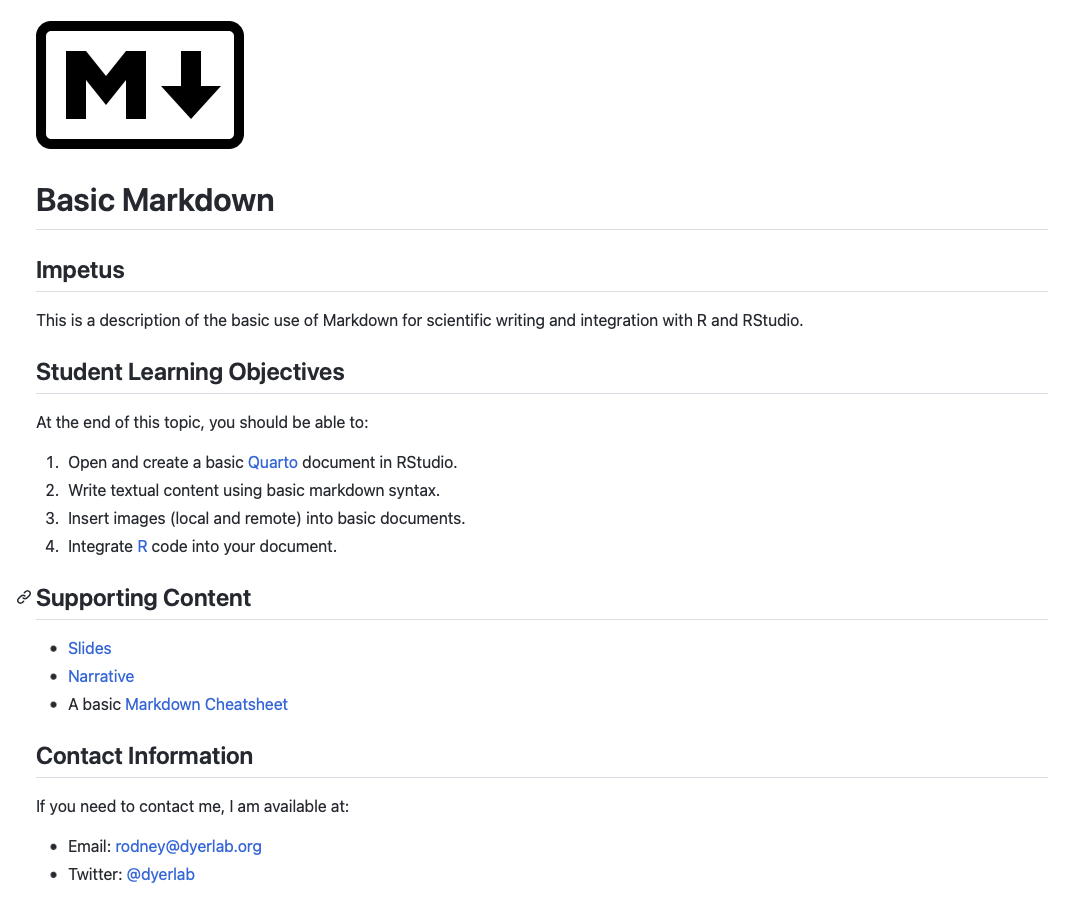 M
Basic Markdown
Impetus
This is a description of the basic use of Markdown for scientific writing and integration with R and RStudio.
Student Learning Objectives
At the end of this topic, you should be able to:
1. Open and create a basic Quarto document in RStudio.
2. Write textual content using basic markdown syntax.
3. Insert images (local and remote) into basic documents.
4. Integrate R code into your document.
Supporting Content
• Slides
• Narrative
• A basic Markdown Cheatsheet
Contact Information
If you need to contact me, I am available at:
• Email: rodney@dyerlab.org
• Twitter: @dyerlab